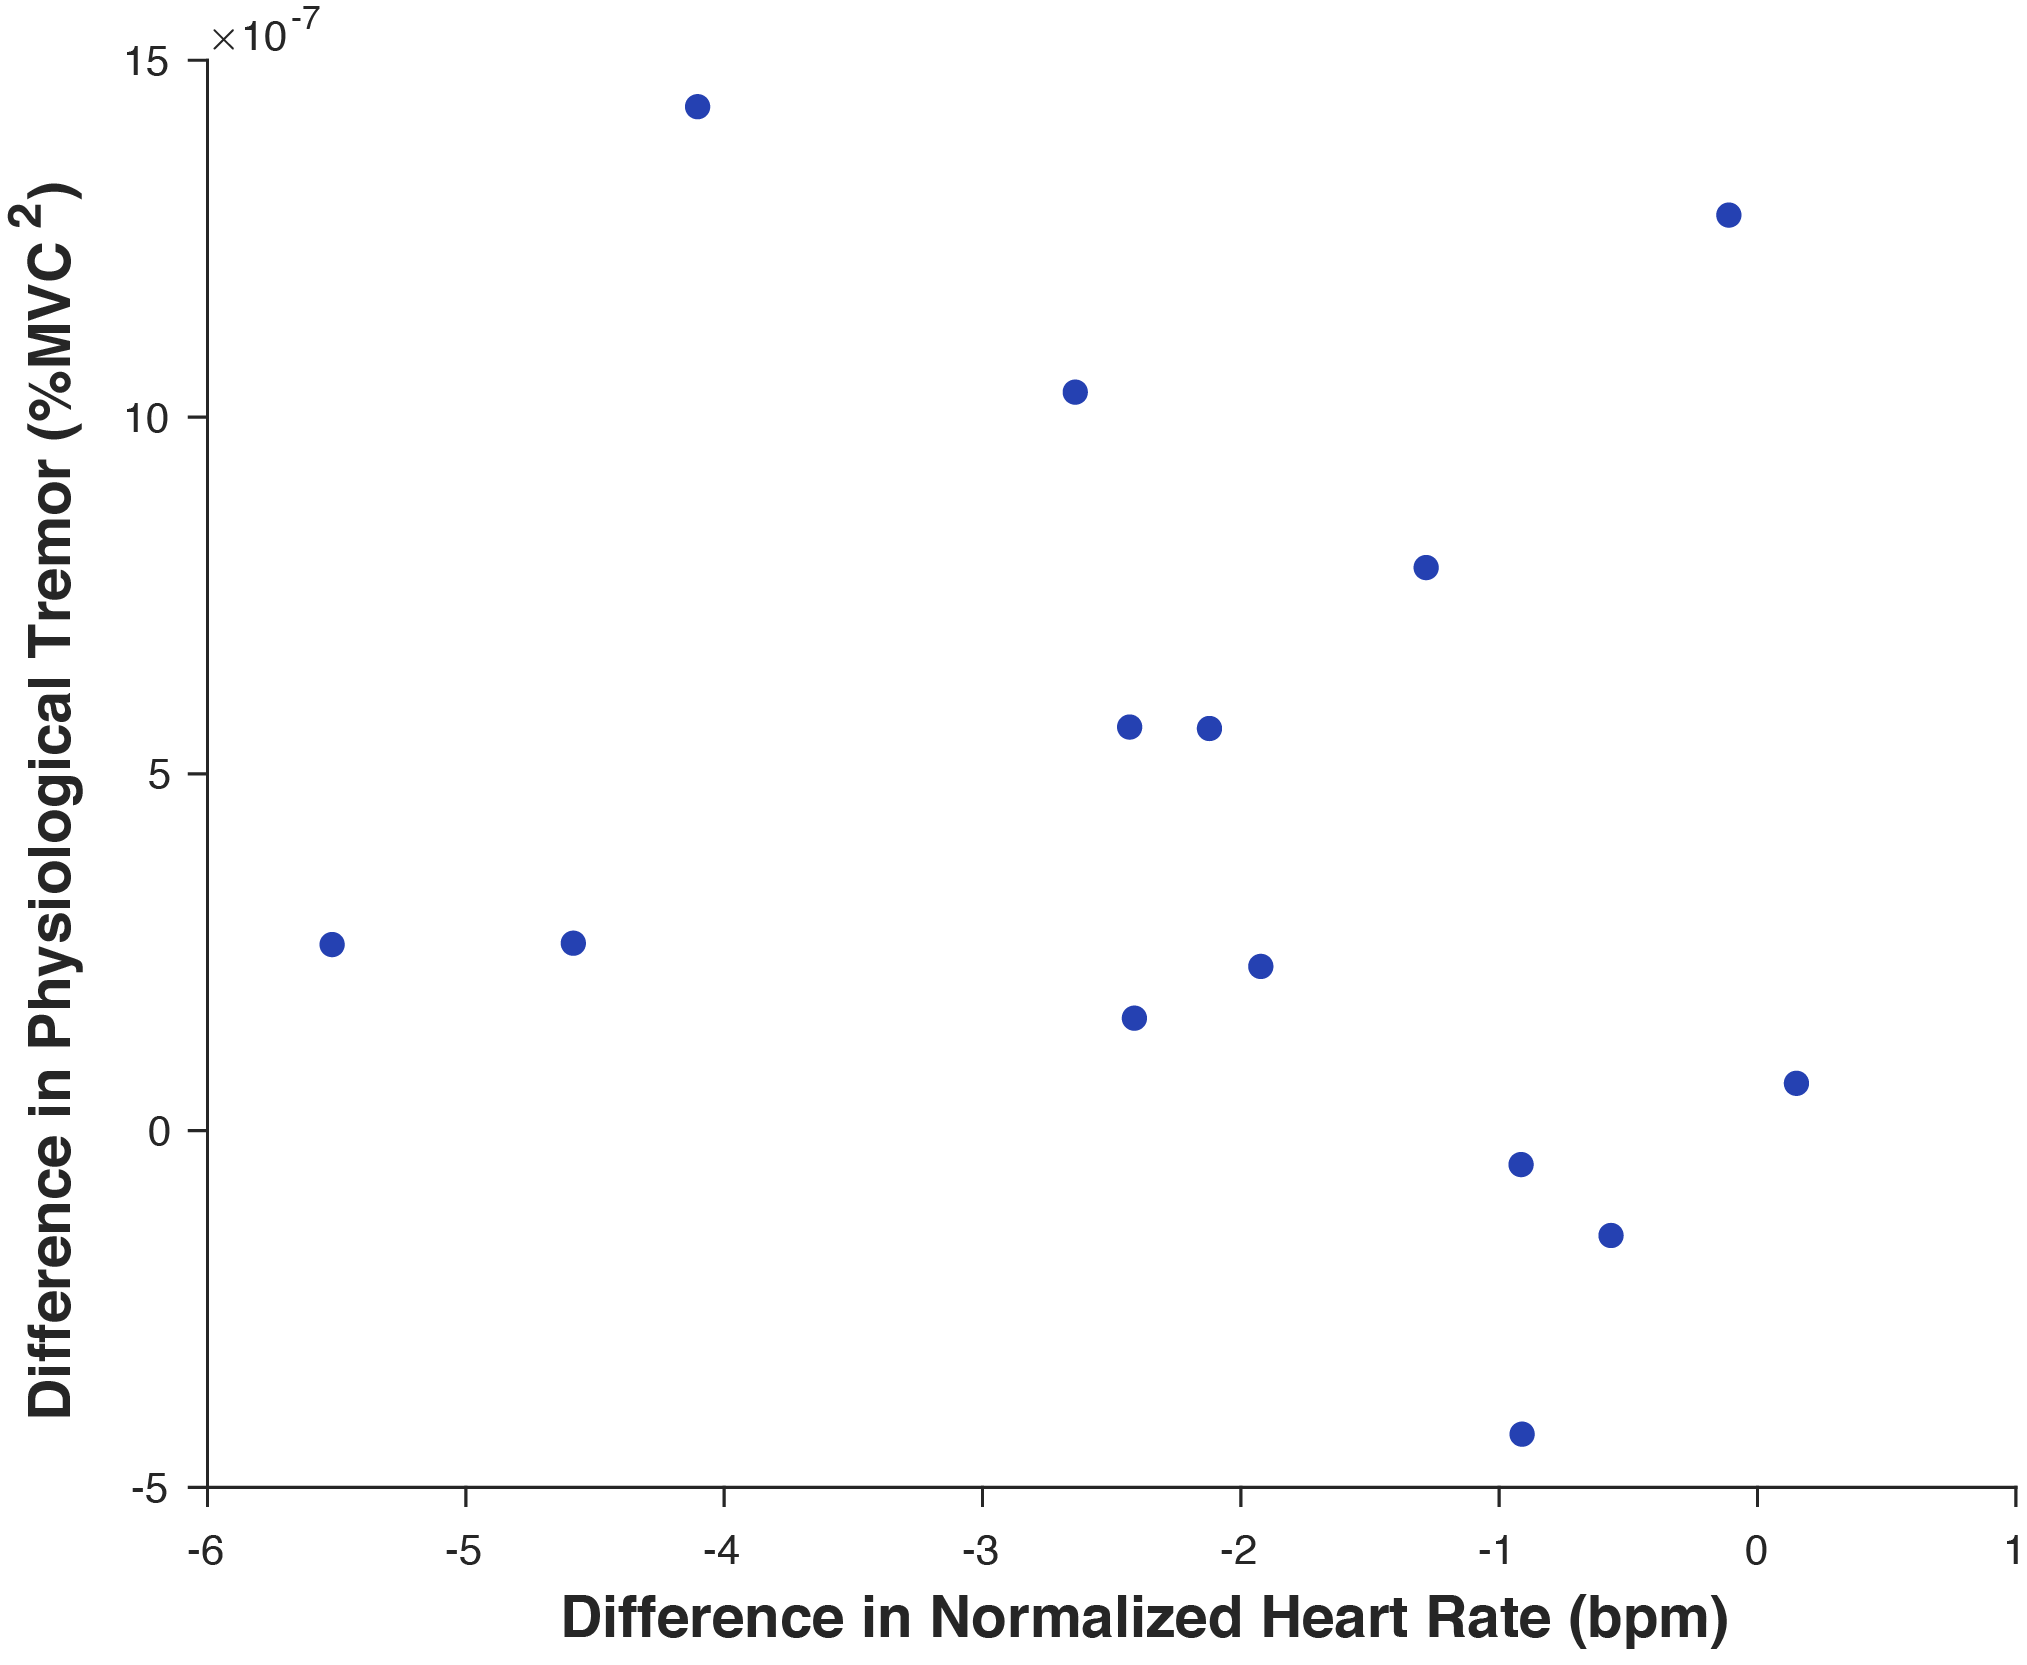 ×10⁻⁷
15
10
5
0
-5
Difference in Physiological Tremor (%MVC²)
-6 -5 -4 -3 -2 -1 0 1
Difference in Normalized Heart Rate (bpm)